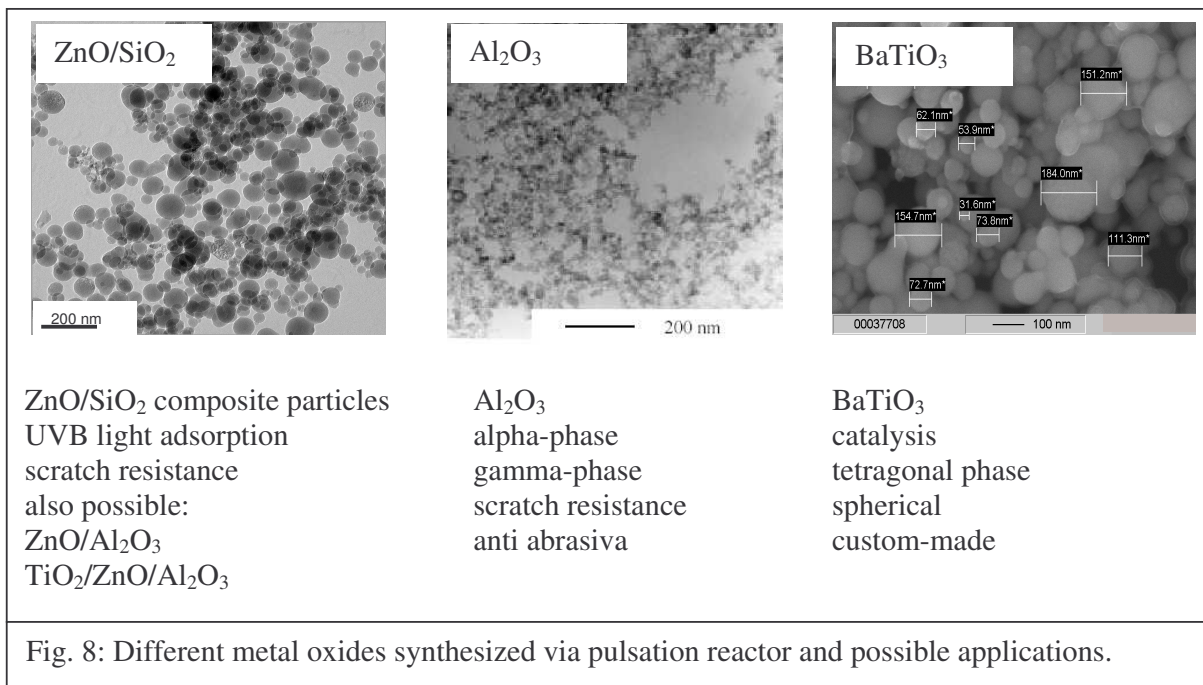 ZnO/SiO₂
Al₂O₃
BaTiO₃
151.2nm*
62.1nm*
53.9nm*
184.0nm*
31.6nm*
154.7nm*
73.8nm*
111.3nm*
72.7nm*
200 nm
200 nm
00037708
100 nm
ZnO/SiO₂ composite particles
UVB light adsorption
scratch resistance
also possible:
ZnO/Al₂O₃
TiO₂/ZnO/Al₂O₃
Al₂O₃
alpha-phase
gamma-phase
scratch resistance
anti abrasiva
BaTiO₃
catalysis
tetragonal phase
spherical
custom-made
Fig. 8: Different metal oxides synthesized via pulsation reactor and possible applications.